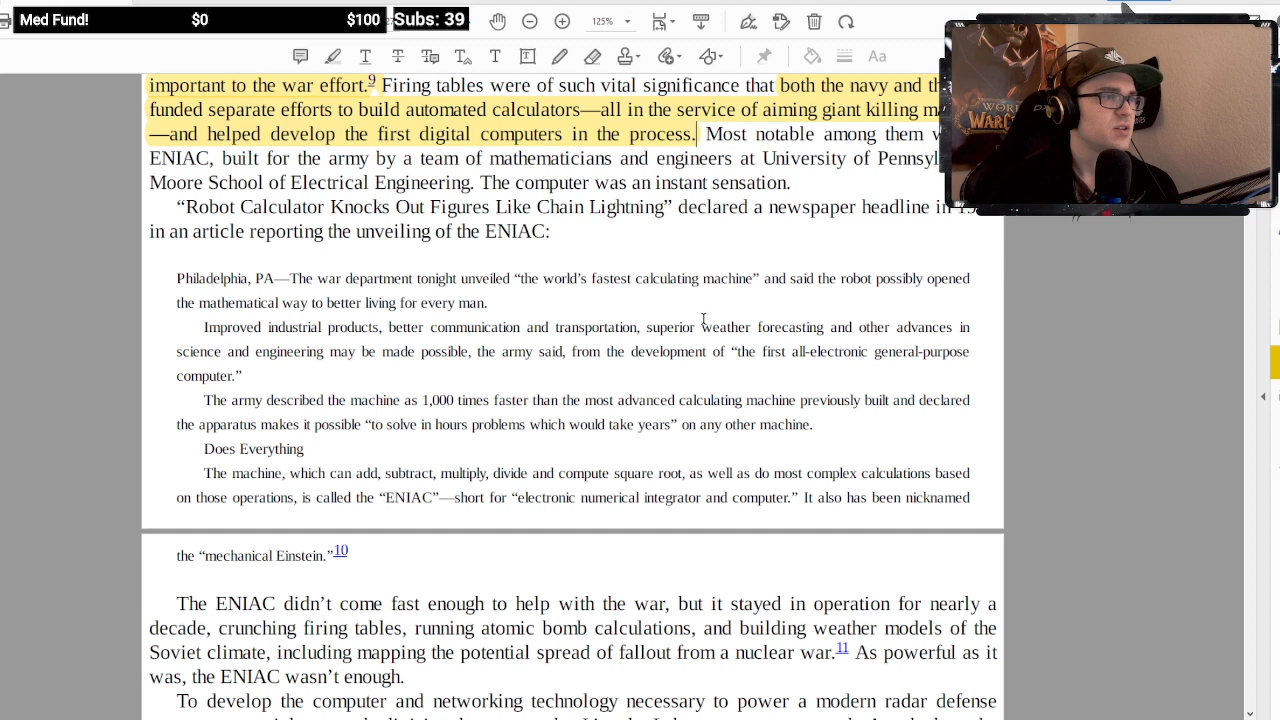 Med Fund! $0 $100 Subs: 39 125%
important to the war effort.9 Firing tables were of such vital significance that both the navy and th
funded separate efforts to build automated calculators—all in the service of aiming giant killing m
—and helped develop the first digital computers in the process. Most notable among them w
ENIAC, built for the army by a team of mathematicians and engineers at University of Pennsyl
Moore School of Electrical Engineering. The computer was an instant sensation.
“Robot Calculator Knocks Out Figures Like Chain Lightning” declared a newspaper headline in
in an article reporting the unveiling of the ENIAC:
Philadelphia, PA—The war department tonight unveiled “the world’s fastest calculating machine” and said the robot possibly opened
the mathematical way to better living for every man.
Improved industrial products, better communication and transportation, superior weather forecasting and other advances in
science and engineering may be made possible, the army said, from the development of “the first all-electronic general-purpose
computer.”
The army described the machine as 1,000 times faster than the most advanced calculating machine previously built and declared
the apparatus makes it possible “to solve in hours problems which would take years” on any other machine.
Does Everything
The machine, which can add, subtract, multiply, divide and compute square root, as well as do most complex calculations based
on those operations, is called the “ENIAC”—short for “electronic numerical integrator and computer.” It also has been nicknamed
the “mechanical Einstein.”10
The ENIAC didn’t come fast enough to help with the war, but it stayed in operation for nearly a
decade, crunching firing tables, running atomic bomb calculations, and building weather models of the
Soviet climate, including mapping the potential spread of fallout from a nuclear war.11 As powerful as it
was, the ENIAC wasn’t enough.
To develop the computer and networking technology necessary to power a modern radar defense